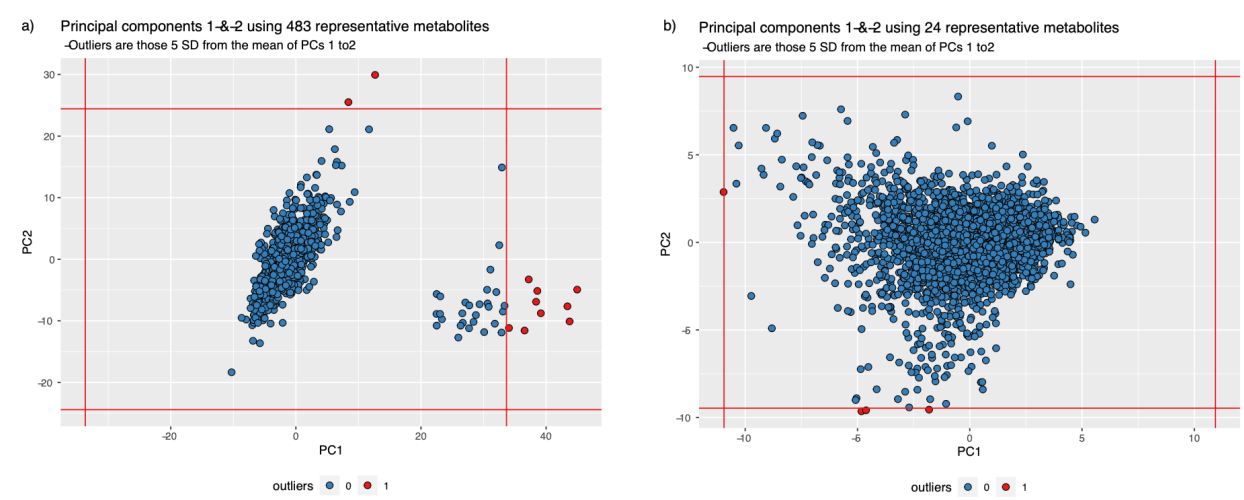 a) Principal components 1-&-2 using 483 representative metabolites
-Outliers are those 5 SD from the mean of PCs 1 to2
30
20
10
0
-10
-20
PC2
-20 0 20 40
PC1
outliers 0 1
b) Principal components 1-&-2 using 24 representative metabolites
-Outliers are those 5 SD from the mean of PCs 1 to2
10
5
0
-5
-10
PC2
-10 -5 0 5 10
PC1
outliers 0 1